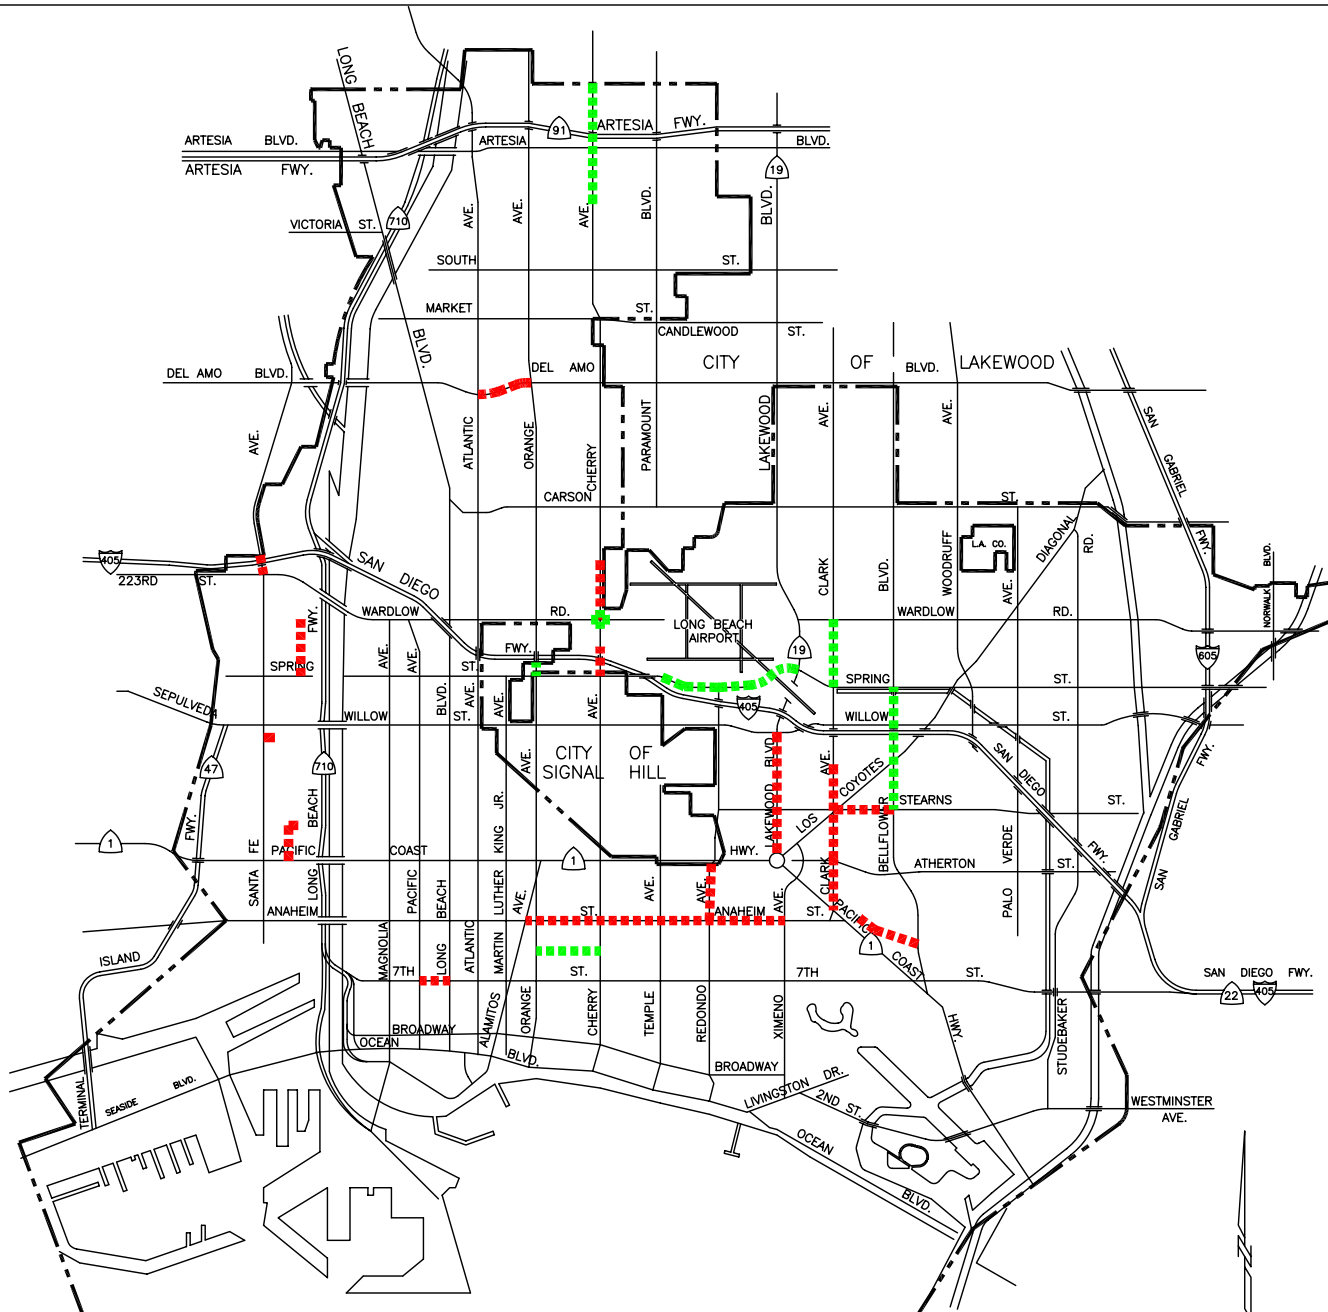 LONG
BEACH
BLVD.
ARTESIA BLVD.
ARTESIA FWY.
91
ARTESIA FWY.
ARTESIA
BLVD.
19
BLVD.
710
VICTORIA ST.
AVE.
AVE.
AVE.
BLVD.
SOUTH ST.
MARKET ST.
CANDLEWOOD ST.
CITY OF LAKEWOOD
DEL AMO BLVD.
DEL AMO
BLVD.
AVE.
ATLANTIC
ORANGE
CHERRY
PARAMOUNT
LAKEWOOD
AVE.
AVE.
SAN
GABRIEL
FWY.
CARSON ST.
DIAGONAL
RD.
L.A. CO.
WOODRUFF
AVE.
CLARK
BLVD.
NORWALK BLVD.
405
223RD ST.
SAN DIEGO
FWY.
WARDLOW RD.
WARDLOW RD.
LONG BEACH
AIRPORT
19
605
FWY.
SPRING ST.
SPRING ST.
AVE.
AVE.
BLVD.
AVE.
AVE.
AVE.
SEPULVEDA
WILLOW ST.
405
WILLOW ST.
CITY OF
SIGNAL HILL
AVE.
47
FWY.
710
BLVD.
LAKEWOOD
AVE.
CLARK
LOS COYOTES
BELLFLOWER
STEARNS ST.
SAN DIEGO
FWY.
FWY.
GABRIEL
SAN
1
PACIFIC COAST
1
HWY.
ATHERTON ST.
SANTA FE
LONG BEACH
MAGNOLIA
PACIFIC
LONG BEACH
ATLANTIC
MARTIN LUTHER KING JR.
AVE.
AVE.
AVE.
AVE.
PALO VERDE
ANAHEIM ST.
ANAHEIM ST.
PACIFIC
1
COAST
HWY.
ISLAND
TERMINAL
7TH ST.
7TH ST.
SAN DIEGO FWY.
22
405
ALAMITOS
ORANGE
CHERRY
TEMPLE
REDONDO
XIMENO
STUDEBAKER
BROADWAY
OCEAN
BLVD.
BROADWAY
LIVINGSTON DR.
2ND ST.
SEASIDE BLVD.
OCEAN
BLVD.
WESTMINSTER
AVE.
N